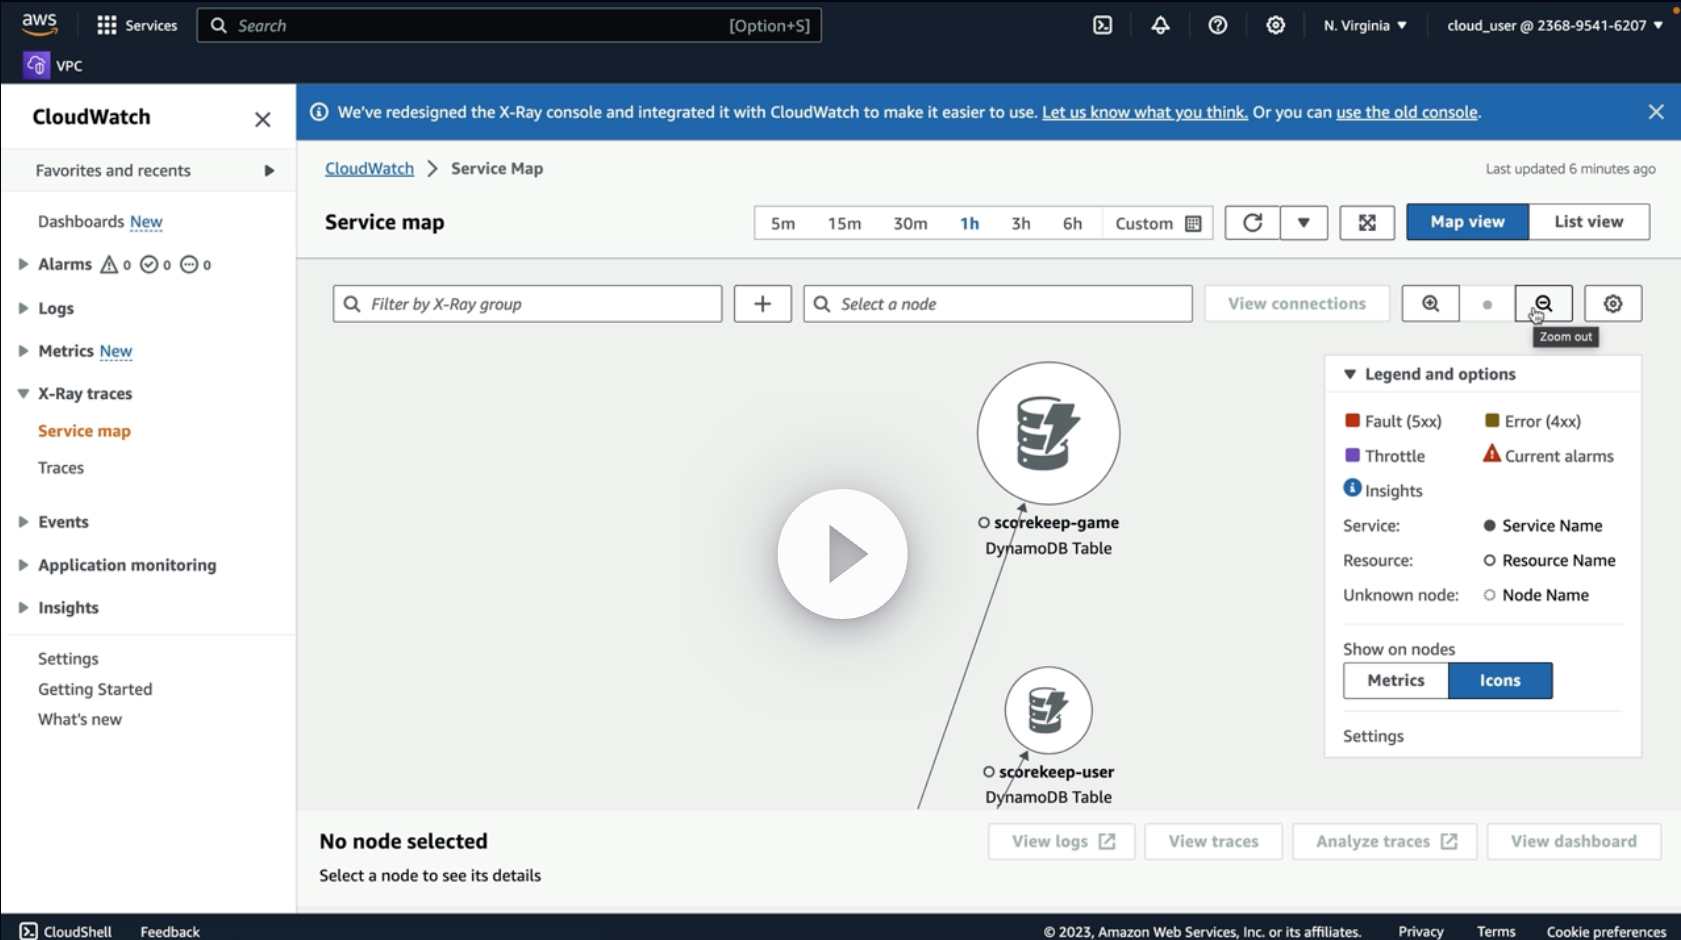 aws
Services
Search
[Option+S]
N. Virginia
cloud_user @ 2368-9541-6207
VPC
CloudWatch
Favorites and recents
Dashboards New
Alarms 0 0 0
Logs
Metrics New
X-Ray traces
Service map
Traces
Events
Application monitoring
Insights
Settings
Getting Started
What's new
We've redesigned the X-Ray console and integrated it with CloudWatch to make it easier to use. Let us know what you think. Or you can use the old console.
CloudWatch Service Map
Last updated 6 minutes ago
Service map
5m 15m 30m 1h 3h 6h Custom
Map view List view
Filter by X-Ray group
Select a node
View connections
Zoom out
scorekeep-game
DynamoDB Table
scorekeep-user
DynamoDB Table
Legend and options
Fault (5xx) Error (4xx)
Throttle Current alarms
Insights
Service: Service Name
Resource: Resource Name
Unknown node: Node Name
Show on nodes
Metrics Icons
Settings
No node selected
Select a node to see its details
View logs
View traces
Analyze traces
View dashboard
CloudShell
Feedback
© 2023, Amazon Web Services, Inc. or its affiliates.
Privacy
Terms
Cookie preferences